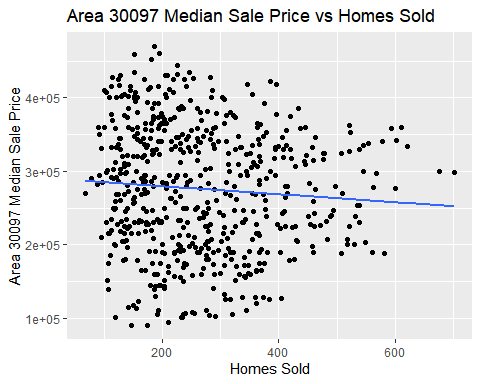 Area 30097 Median Sale Price vs Homes Sold
Area 30097 Median Sale Price
4e+05
3e+05
2e+05
1e+05
200
400
600
Homes Sold